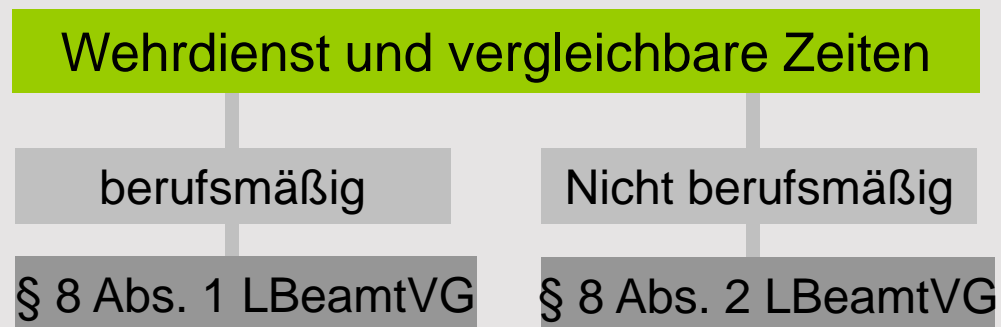 Wehrdienst und vergleichbare Zeiten
berufsmäßig
Nicht berufsmäßig
§ 8 Abs. 1 LBeamtVG
§ 8 Abs. 2 LBeamtVG